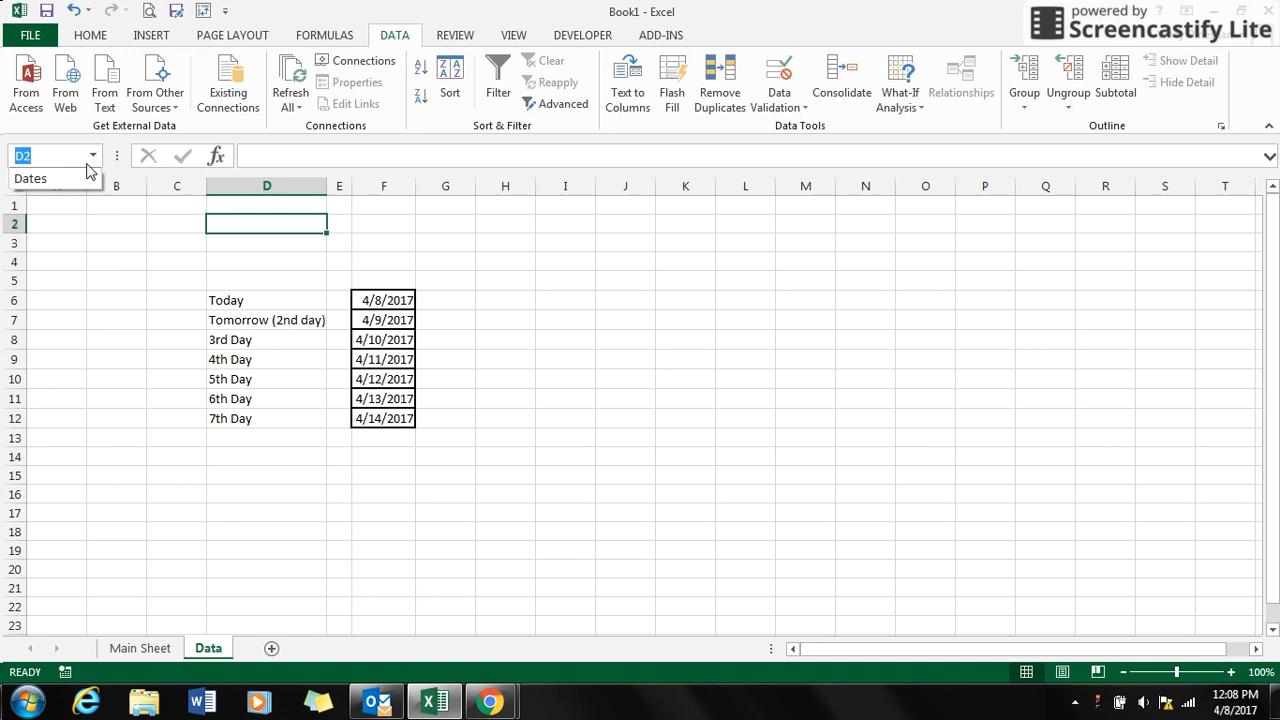 Book1 - Excel
powered by
Screencastify Lite
FILE HOME INSERT PAGE LAYOUT FORMULAS DATA REVIEW VIEW DEVELOPER ADD-INS
From Access
From Web
From Text
From Other Sources
Existing Connections
Get External Data
Refresh All
Connections
Properties
Edit Links
Connections
Sort
Filter
Clear
Reapply
Advanced
Sort & Filter
Text to Columns
Flash Fill
Remove Duplicates
Data Validation
Consolidate
What-If Analysis
Relationships
Data Tools
Group
Ungroup
Subtotal
Show Detail
Hide Detail
Outline
D2
fx
Dates
B C D E F G H I J K L M N O P Q R S T
1
2
3
4
5
6 Today 4/8/2017
7 Tomorrow (2nd day) 4/9/2017
8 3rd Day 4/10/2017
9 4th Day 4/11/2017
10 5th Day 4/12/2017
11 6th Day 4/13/2017
12 7th Day 4/14/2017
13
14
15
16
17
18
19
20
21
22
23
Main Sheet Data
READY 100%
12:08 PM
4/8/2017